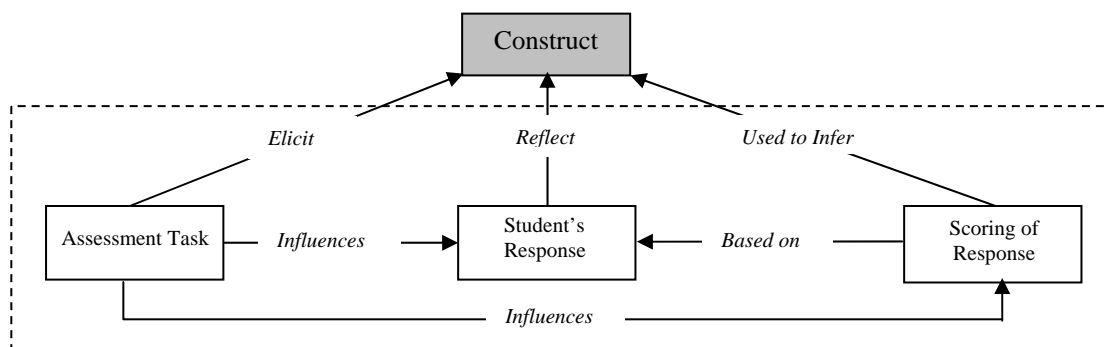 Construct
Elicit
Reflect
Used to Infer
Assessment Task
Influences
Student’s
Response
Based on
Scoring of
Response
Influences